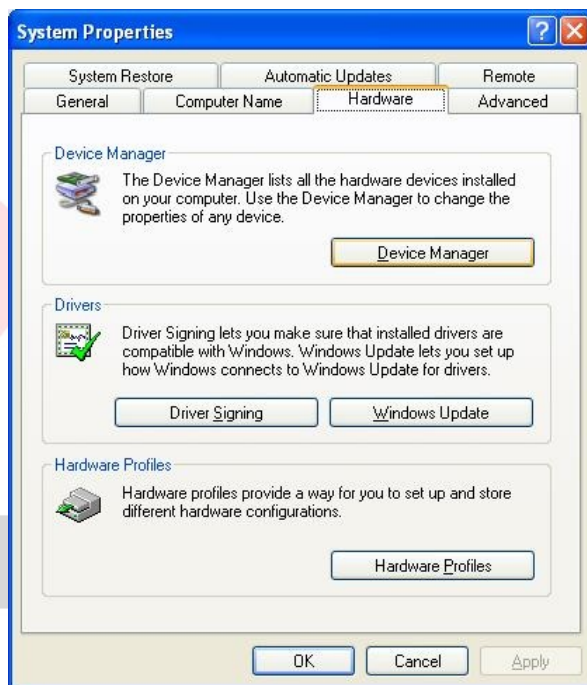 System Properties
System Restore Automatic Updates Remote
General Computer Name Hardware Advanced
Device Manager
The Device Manager lists all the hardware devices installed
on your computer. Use the Device Manager to change the
properties of any device.
Device Manager
Drivers
Driver Signing lets you make sure that installed drivers are
compatible with Windows. Windows Update lets you set up
how Windows connects to Windows Update for drivers.
Driver Signing Windows Update
Hardware Profiles
Hardware profiles provide a way for you to set up and store
different hardware configurations.
Hardware Profiles
OK Cancel Apply